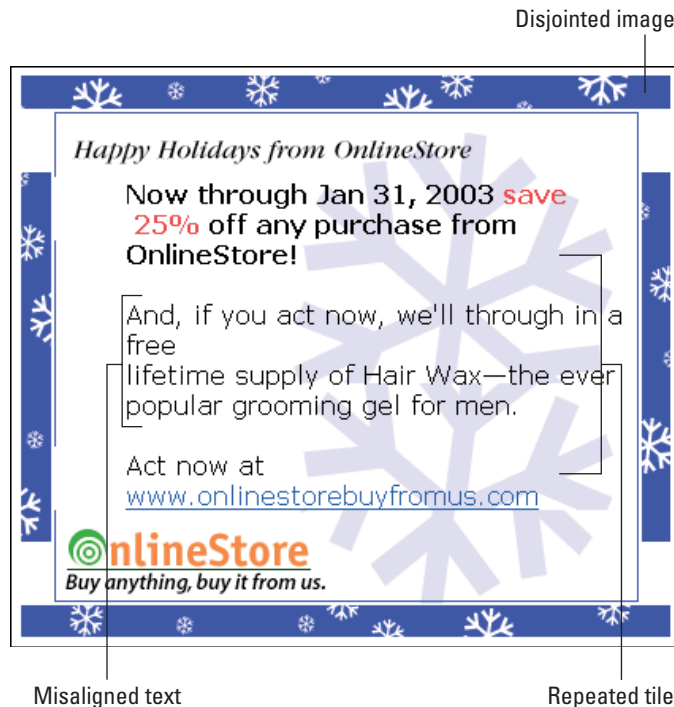 Disjointed image
Happy Holidays from OnlineStore
Now through Jan 31, 2003 save
25% off any purchase from
OnlineStore!
And, if you act now, we'll through in a
free
lifetime supply of Hair Wax—the ever
popular grooming gel for men.
Act now at
www.onlinestorebuyfromus.com
OnlineStore
Buy anything, buy it from us.
Misaligned text
Repeated tile